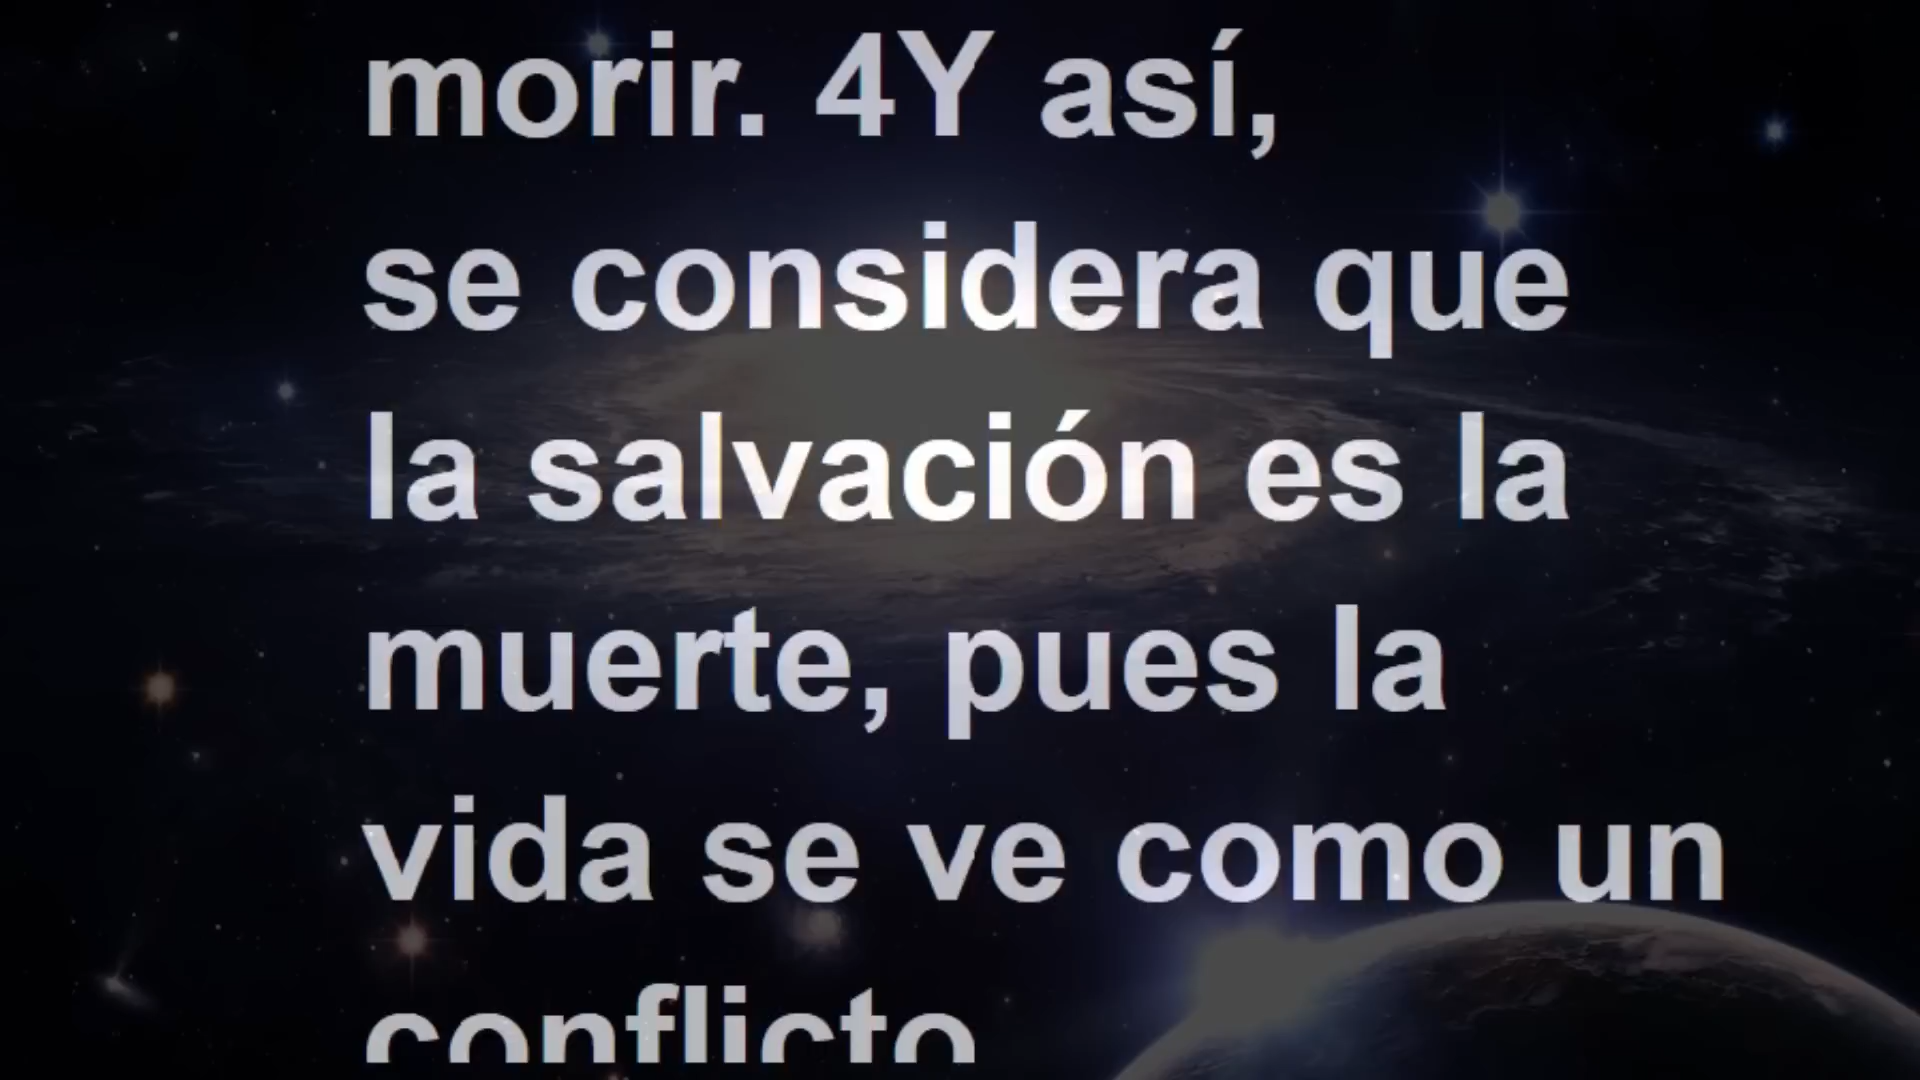 morir. 4Y así,
se considera que
la salvación es la
muerte, pues la
vida se ve como un
conflicto